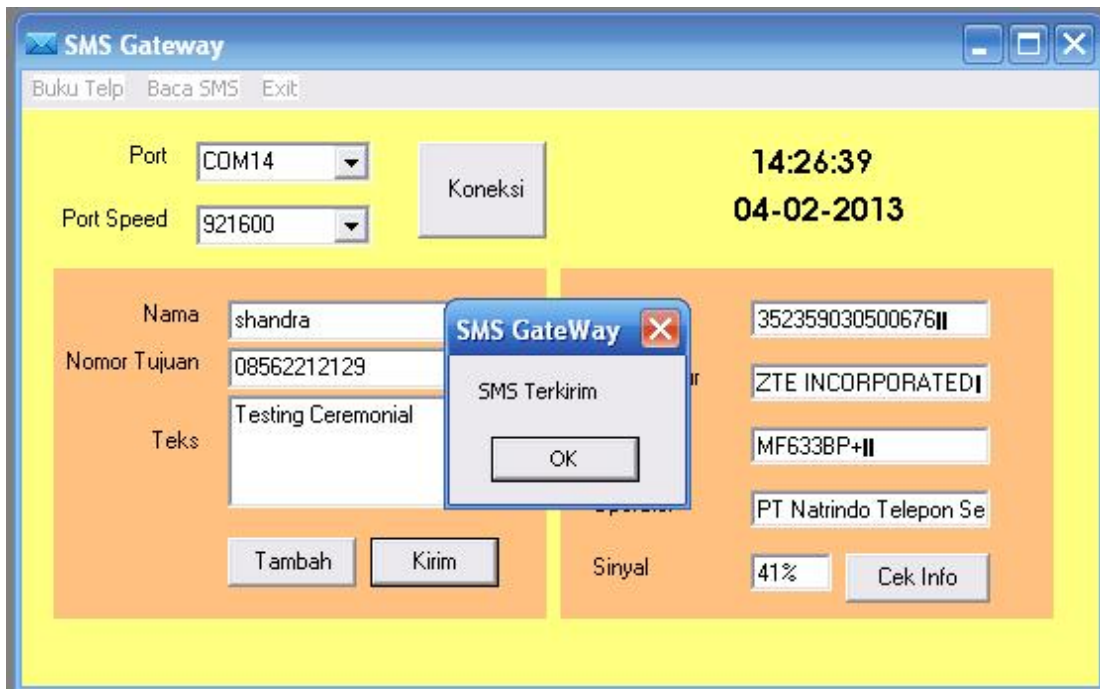 SMS Gateway
Buku Telp Baca SMS Exit
Port COM14
Port Speed 921600
Koneksi
14:26:39
04-02-2013
Nama shandra
Nomor Tujuan 08562212129
Teks Testing Ceremonial
Tambah Kirim
SMS GateWay
SMS Terkirim
OK
352359030500676
ZTE INCORPORATED
MF633BP+
PT Natrindo Telepon Se
Sinyal 41% Cek Info